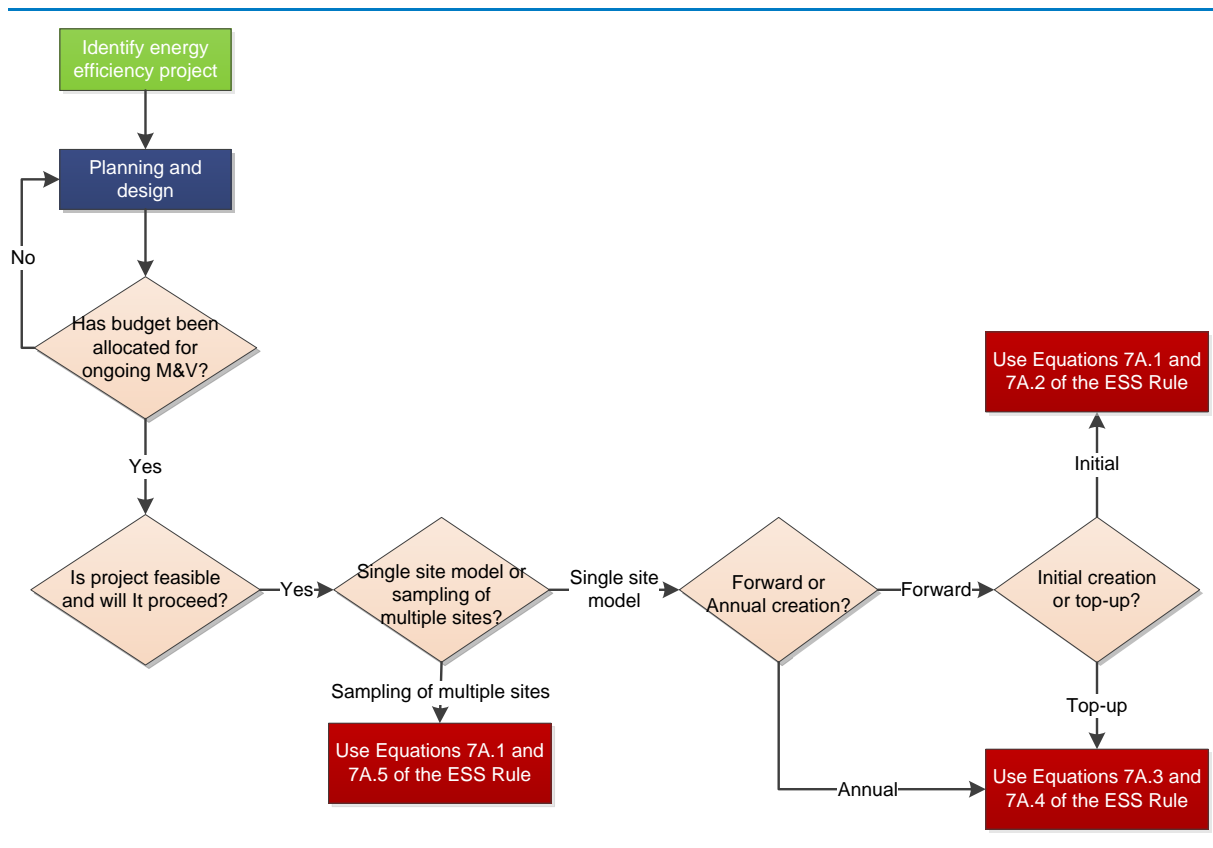 Identify energy
efficiency project
Planning and
design
No
Has budget been
allocated for
ongoing M&V?
Yes
Is project feasible
and will It proceed?
Yes
Single site model or
sampling of
multiple sites?
Single site
model
Forward or
Annual creation?
Forward
Initial creation
or top-up?
Initial
Use Equations 7A.1 and
7A.2 of the ESS Rule
Sampling of multiple sites
Use Equations 7A.1 and
7A.5 of the ESS Rule
Annual
Top-up
Use Equations 7A.3 and
7A.4 of the ESS Rule